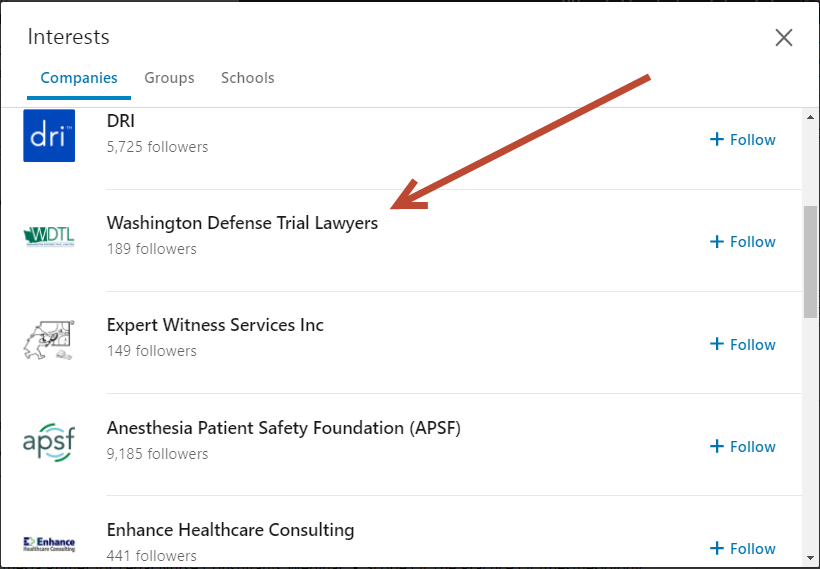 Interests
Companies Groups Schools
dri™
DRI
5,725 followers
+ Follow
WDTL
Washington Defense Trial Lawyers
189 followers
+ Follow
Expert Witness Services Inc
149 followers
+ Follow
apsf
Anesthesia Patient Safety Foundation (APSF)
9,185 followers
+ Follow
Enhance
Healthcare Consulting
Enhance Healthcare Consulting
441 followers
+ Follow